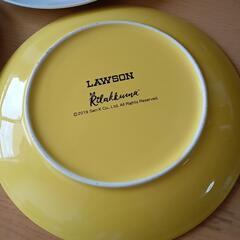 LAWSON
Rilakkuma
©2019 San-X Co., Ltd. All Rights Reserved.